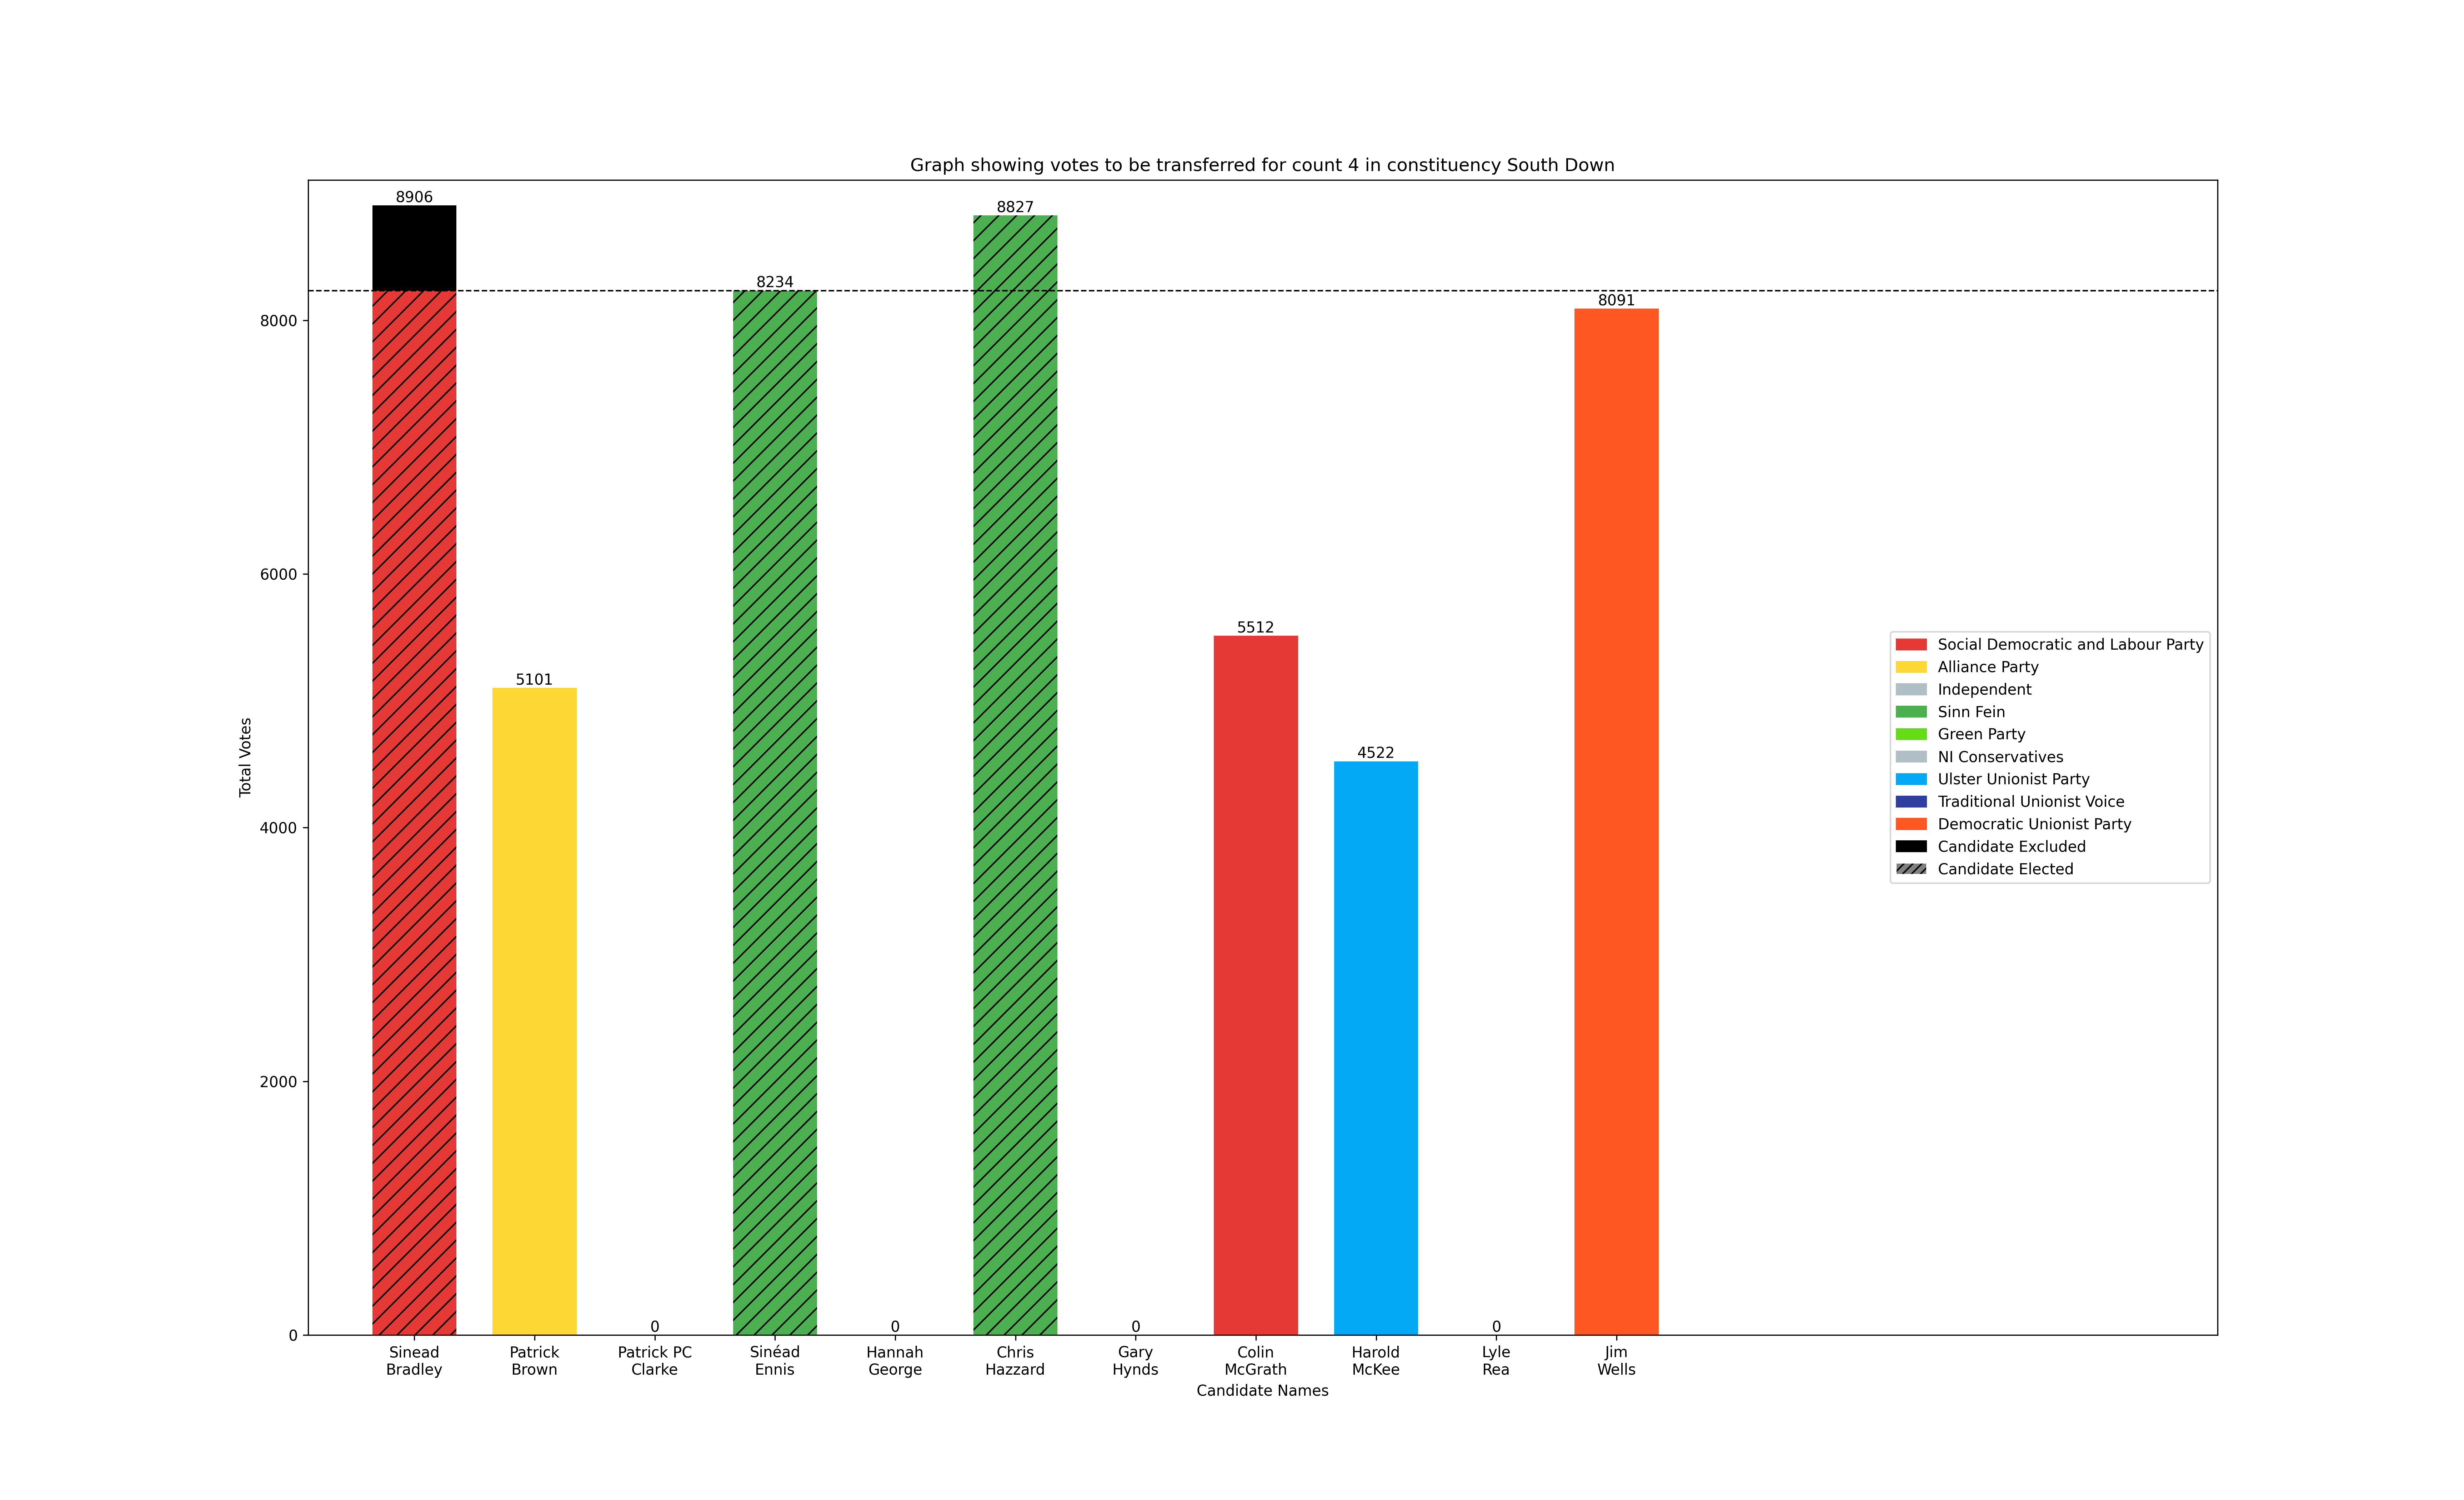 Graph showing votes to be transferred for count 4 in constituency South Down
8906
8827
8234
8091
5512
5101
4522
0
0
0
0
8000
6000
4000
2000
0
Total Votes
Social Democratic and Labour Party
Alliance Party
Independent
Sinn Fein
Green Party
NI Conservatives
Ulster Unionist Party
Traditional Unionist Voice
Democratic Unionist Party
Candidate Excluded
Candidate Elected
Sinead
Bradley
Patrick
Brown
Patrick PC
Clarke
Sinéad
Ennis
Hannah
George
Chris
Hazzard
Gary
Hynds
Colin
McGrath
Harold
McKee
Lyle
Rea
Jim
Wells
Candidate Names